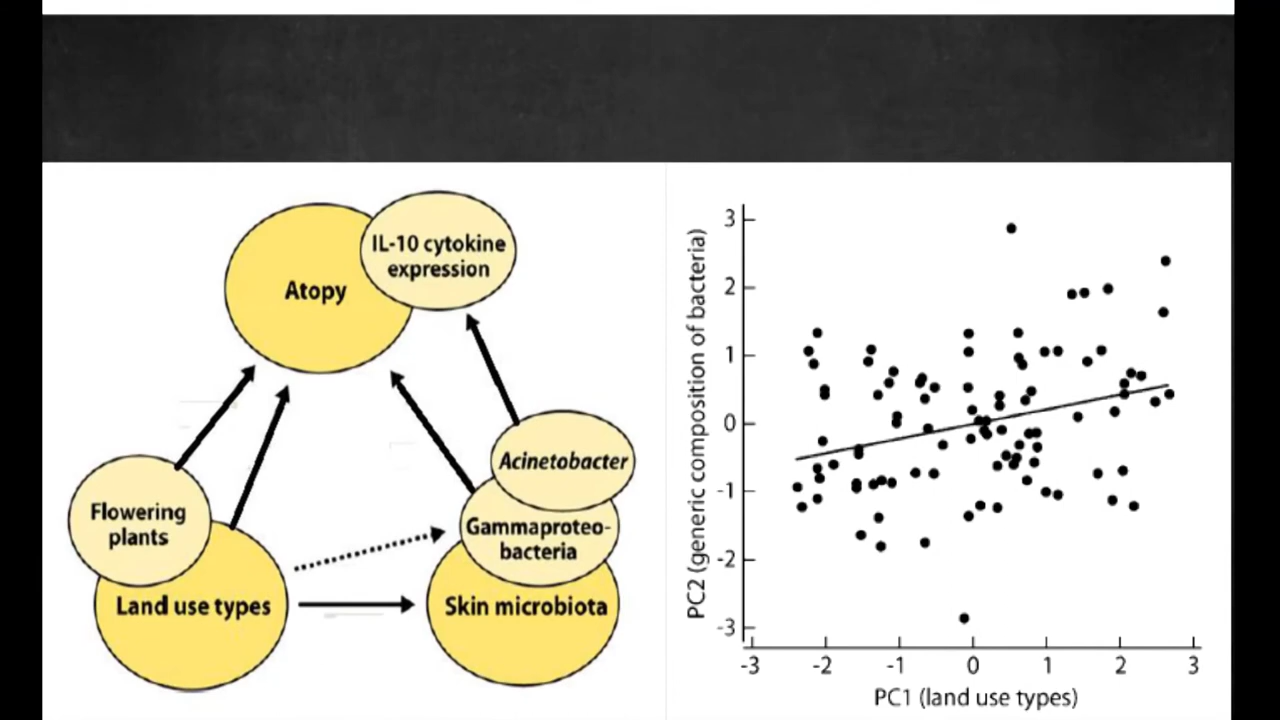 IL-10 cytokine
expression
Atopy
Acinetobacter
Flowering
plants
Gammaproteo-
bacteria
Land use types
Skin microbiota
PC2 (generic composition of bacteria)
3
2
1
0
-1
-2
-3
-3 -2 -1 0 1 2 3
PC1 (land use types)